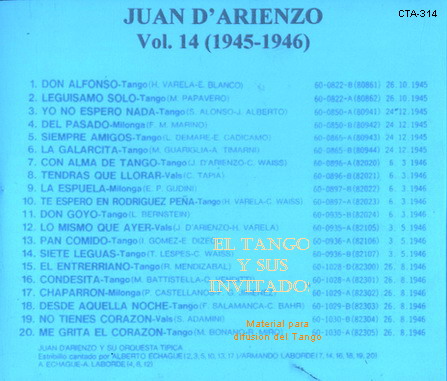 CTA-314
JUAN D'ARIENZO
Vol. 14 (1945-1946)
1. DON ALFONSO-Tango (H. VARELA-E. BLANCO) 60-0822-B (80861) 26. 10. 1945
2. LEGUISAMO SOLO-Tango (M. PAPAVERO) 60-0822-A (80862) 26. 10. 1945
3. YO NO ESPERO NADA-Tango (S. ALONSO-J. ALBERTO) 60-0850-A (80941) 24. 12. 1945
4. DEL PASADO-Milonga (F. M. MARINO) 60-0850-B (80942) 24. 12. 1945
5. SIEMPRE AMIGOS-Tango (L. DEMARE-E. CADICAMO) 60-0865-B (80943) 24. 12. 1945
6. LA GALARCITA-Tango (M. GUARIGLIA-A. TIMARNI) 60-0865-A (80944) 24. 12. 1945
7. CON ALMA DE TANGO-Tango (J. D'ARIENZO-C. WAISS) 60-0896-A (82020) 6. 3. 1946
8. TENDRAS QUE LLORAR-Vals (C. TAPIA) 60-0896-B (82021) 6. 3. 1946
9. LA ESPUELA-Milonga (E. P. GUDINI) 60-0897-B (82022) 6. 3. 1946
10. TE ESPERO EN RODRIGUEZ PEÑA-Tango (H. VARELA-C. WAISS) 60-0897-A (82023) 6. 3. 1946
11. DON GOYO-Tango (L. BERNSTEIN) 60-0935-B (82024) 6. 3. 1946
12. LO MISMO QUE AYER-Vals (J. D'ARIENZO-H. VARELA) 60-0935-A (82105) 3. 5. 1946
13. PAN COMIDO-Tango (I. GOMEZ-E. DIZEO) 60-0936-A (82106) 3. 5. 1946
14. SIETE LEGUAS-Tango (T. LESPES-C. WAISS) 60-0936-B (82107) 3. 5. 1946
15. EL ENTRERRIANO-Tango (R. MENDIZABAL) 60-1028-B (82300) 26. 8. 1946
16. CONDESITA-Tango (M. BATTISTELLA-C. 60-1028-A (82301) 26. 8. 1946
17. CHAPARRON-Milonga (P. CASTELLANOS-F. 26. 8. 1946
18. DESDE AQUELLA NOCHE-Tango (F. SALAMANCA-C. BAHR) 60-1029-B (82303) 26. 8. 1946
19. NO TIENES CORAZON-Vals (S. ADAMINI) 60-1030-B (82304) 26. 8. 1946
20. ME GRITA EL CORAZON-Tango (M. BONANO-R. MIRO) 60-1030-A (82305) 26. 8. 1946
EL TANGO
Y SUS
INVITADO
Material para
difusion del Tango
JUAN D'ARIENZO Y SU ORQUESTA TIPICA
Estribillo cantado por ALBERTO ECHAGUE (2, 3, 5, 10, 13, 17) / ARMANDO LABORDE (7, 14, 16, 18, 19, 20)
A. ECHAGUE-A. LABORDE (4, 8, 12)